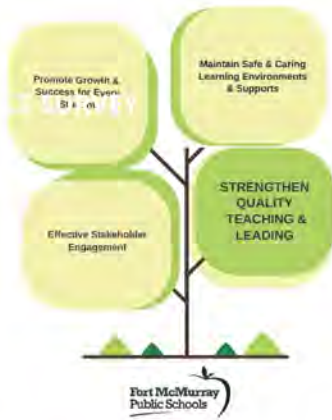 Promote Growth &
Success for Every
Maintain Safe & Caring
Learning Environments
& Supports
STRENGTHEN
QUALITY
TEACHING &
LEADING
Effective Stakeholder
Engagement
Fort McMurray
Public Schools